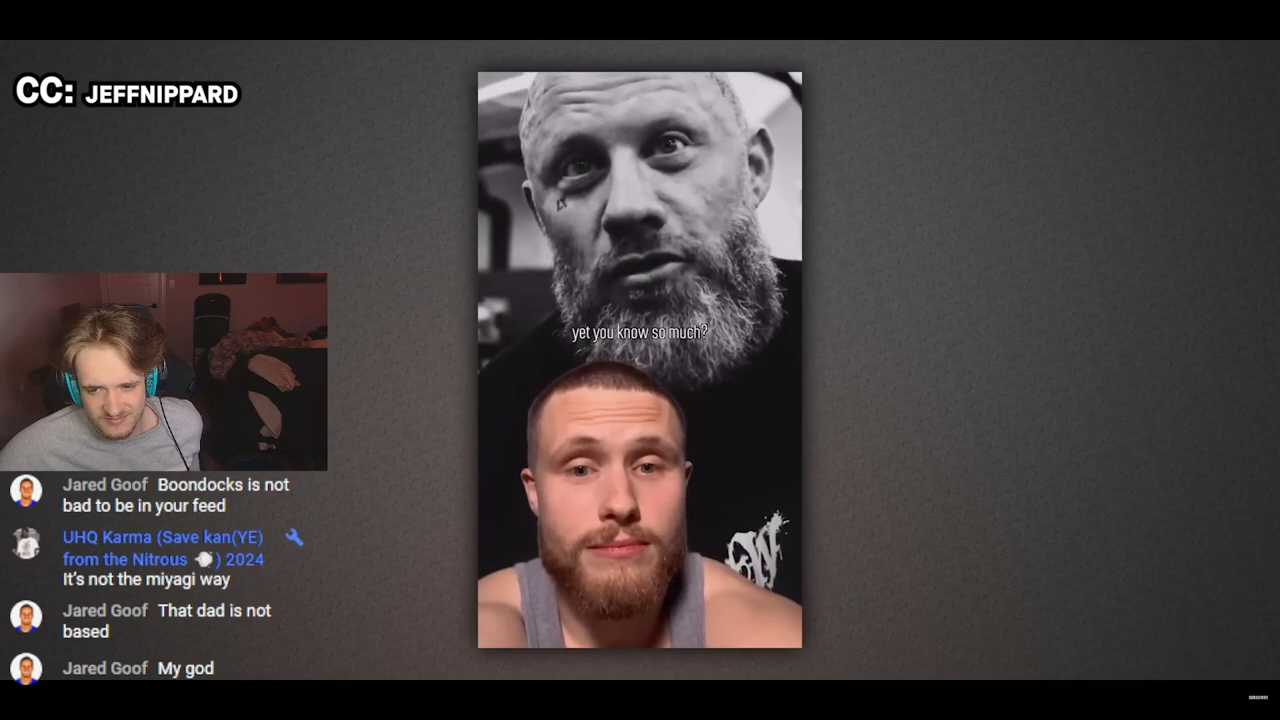 CC: JEFFNIPPARD
yet you know so much?
Jared Goof Boondocks is not
bad to be in your feed
UHQ Karma (Save kan(YE)
from the Nitrous ) 2024
It's not the miyagi way
Jared Goof That dad is not
based
Jared Goof My god
SUBSCRIBE